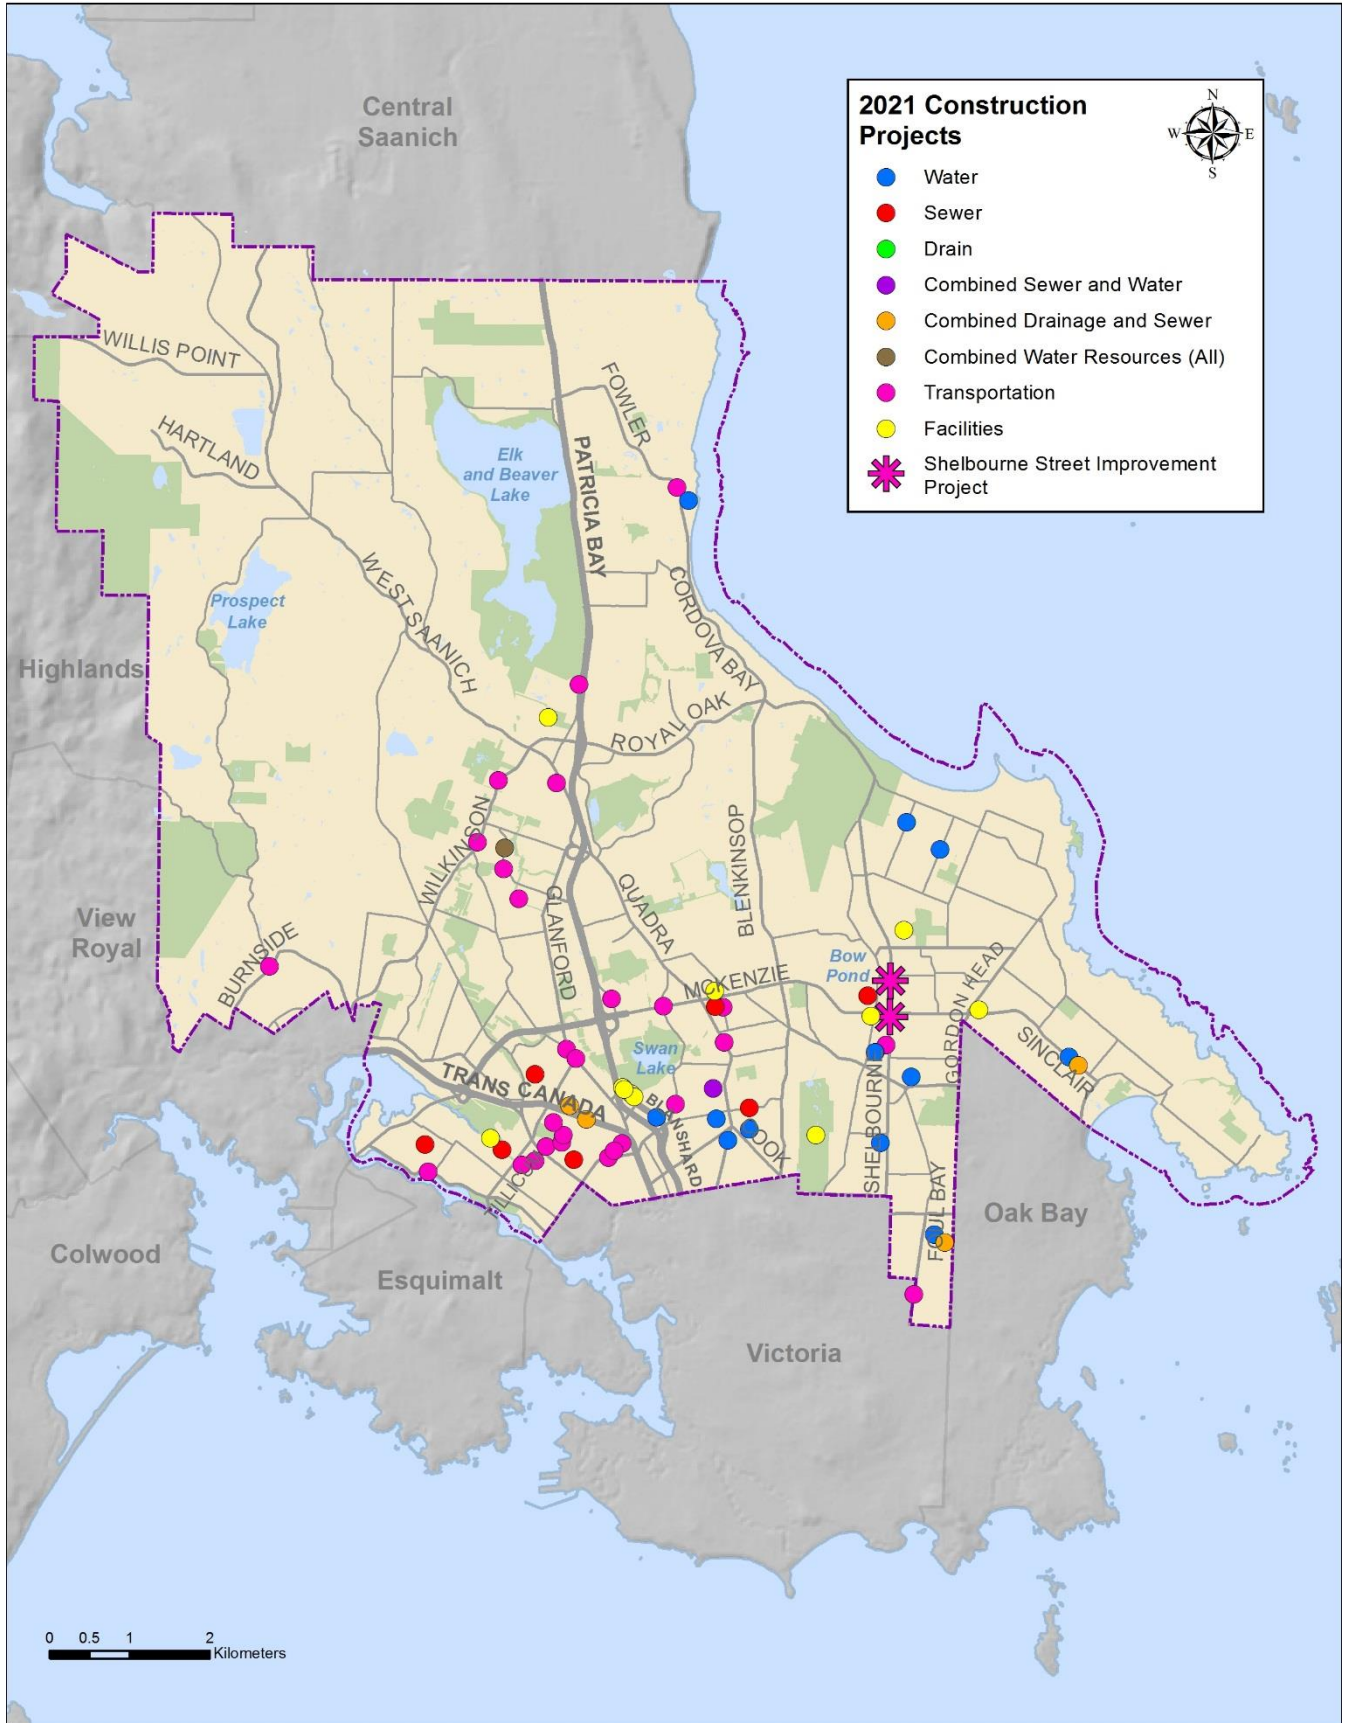 Central
Saanich
2021 Construction
Projects
N
W
E
S
Water
Sewer
Drain
Combined Sewer and Water
Combined Drainage and Sewer
Combined Water Resources (All)
Transportation
Facilities
Shelbourne Street Improvement
Project
WILLIS POINT
HARTLAND
FOWLER
Elk
and Beaver
Lake
PATRICIA BAY
WEST SAANICH
Prospect
Lake
CORDOVA BAY
Highlands
ROYAL OAK
WILKINSON
BLENKINSOP
QUADRA
GLANFORD
View
Royal
BURNSIDE
Bow
Pond
MCKENZIE
GORDON HEAD
SINCLAIR
Swan
Lake
TRANS CANADA
BLANSHARD
SHELBOURNE
FOUL BAY
Oak Bay
Colwood
Esquimalt
Victoria
0 0.5 1 2
Kilometers